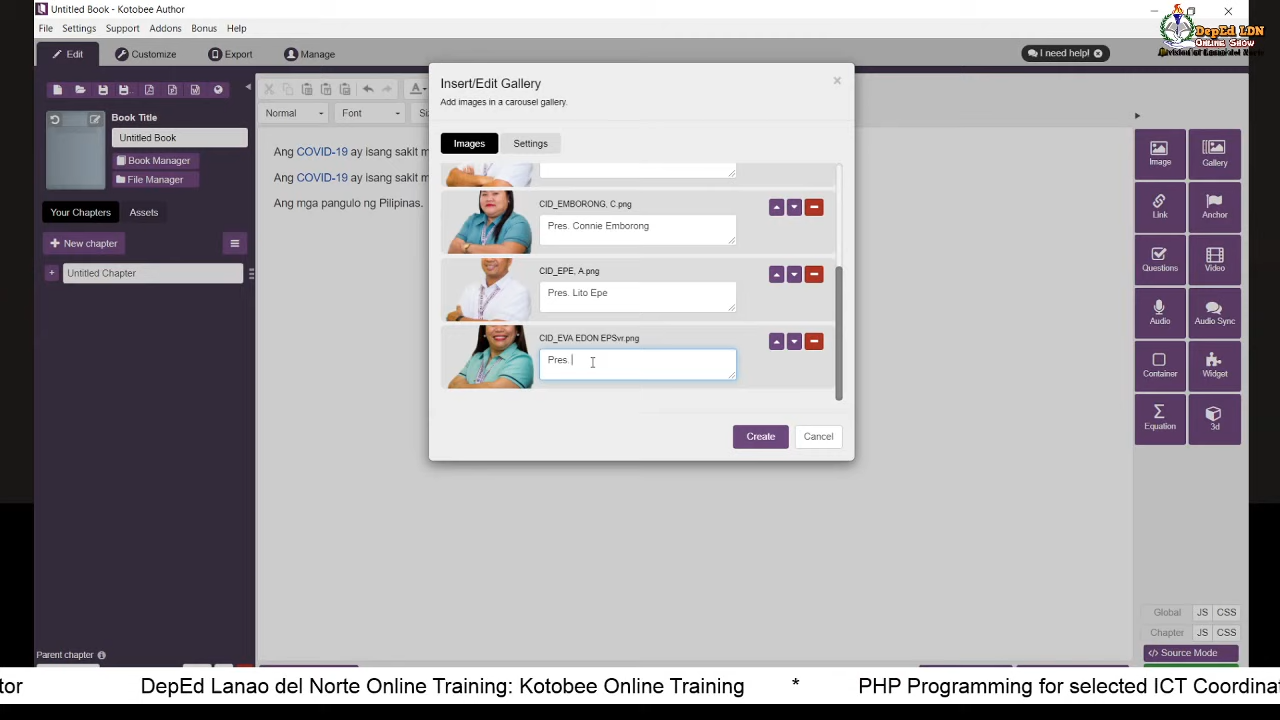 Untitled Book - Kotobee Author
File Settings Support Addons Bonus Help
Edit Customize Export Manage
I need help!
DepEd LDN
Online Show
Book Title
Untitled Book
Book Manager
File Manager
Your Chapters Assets
New chapter
Untitled Chapter
Parent chapter
Normal Font
Ang COVID-19 ay isang sakit
Ang COVID-19 ay isang sakit
Ang mga pangulo ng Pilipinas.
Insert/Edit Gallery
Add images in a carousel gallery.
Images Settings
CID_EMBORONG, C.png
Pres. Connie Emborong
CID_EPE, A.png
Pres. Lito Epe
CID_EVA EDON EPSvr.png
Pres.
Create Cancel
Image Gallery
Link Anchor
Questions Video
Audio Audio Sync
Container Widget
Equation 3d
Global JS CSS
Chapter JS CSS
Source Mode
tor DepEd Lanao del Norte Online Training: Kotobee Online Training * PHP Programming for selected ICT Coordinat